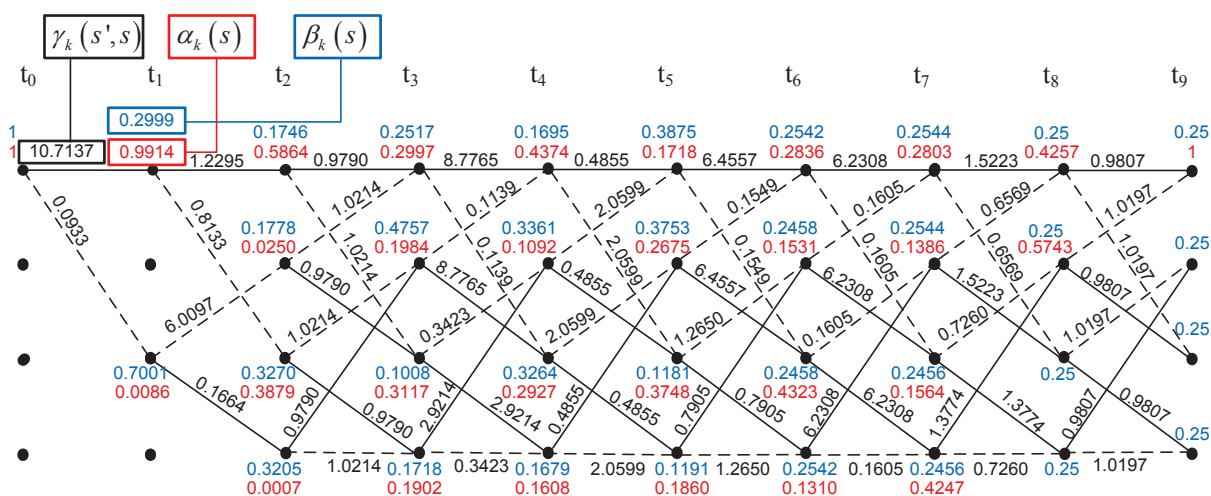 γk(s',s) αk(s) βk(s)
t0 t1 t2 t3 t4 t5 t6 t7 t8 t9
0.2999
1 0.1746 0.2517 0.1695 0.3875 0.2542 0.2544 0.25 0.25
1 10.7137 0.9914 0.5864 0.2997 0.4374 0.1718 0.2836 0.2803 0.4257 1
1.2295 0.9790 8.7765 0.4855 6.4557 6.2308 1.5223 0.9807
0.0933 0.8133 1.0214 0.1139 2.0599 0.1549 0.1605 0.6569 1.0197
0.1778 0.4757 0.3361 0.3753 0.2458 0.2544 0.25 0.25
0.0250 0.1984 0.1092 0.2675 0.1531 0.1386 0.5743
1.0214 0.1139 2.0599 0.1549 0.1605 0.6569 1.0197
6.0097 0.9790 8.7765 0.4855 6.4557 6.2308 1.5223 0.9807
1.0214 0.3423 2.0599 1.2650 0.1605 0.7260 1.0197
0.7001 0.3270 0.1008 0.3264 0.1181 0.2458 0.2456 0.25 0.25
0.0086 0.3879 0.3117 0.2927 0.3748 0.4323 0.1564
0.1664 0.9790 0.9790 2.9214 2.9214 0.4855 0.4855 0.7905 0.7905 6.2308 6.2308 1.3774 1.3774 0.9807 0.9807
0.25
0.3205 1.0214 0.1718 0.3423 0.1679 2.0599 0.1191 1.2650 0.2542 0.1605 0.2456 0.7260 0.25 1.0197
0.0007 0.1902 0.1608 0.1860 0.1310 0.4247